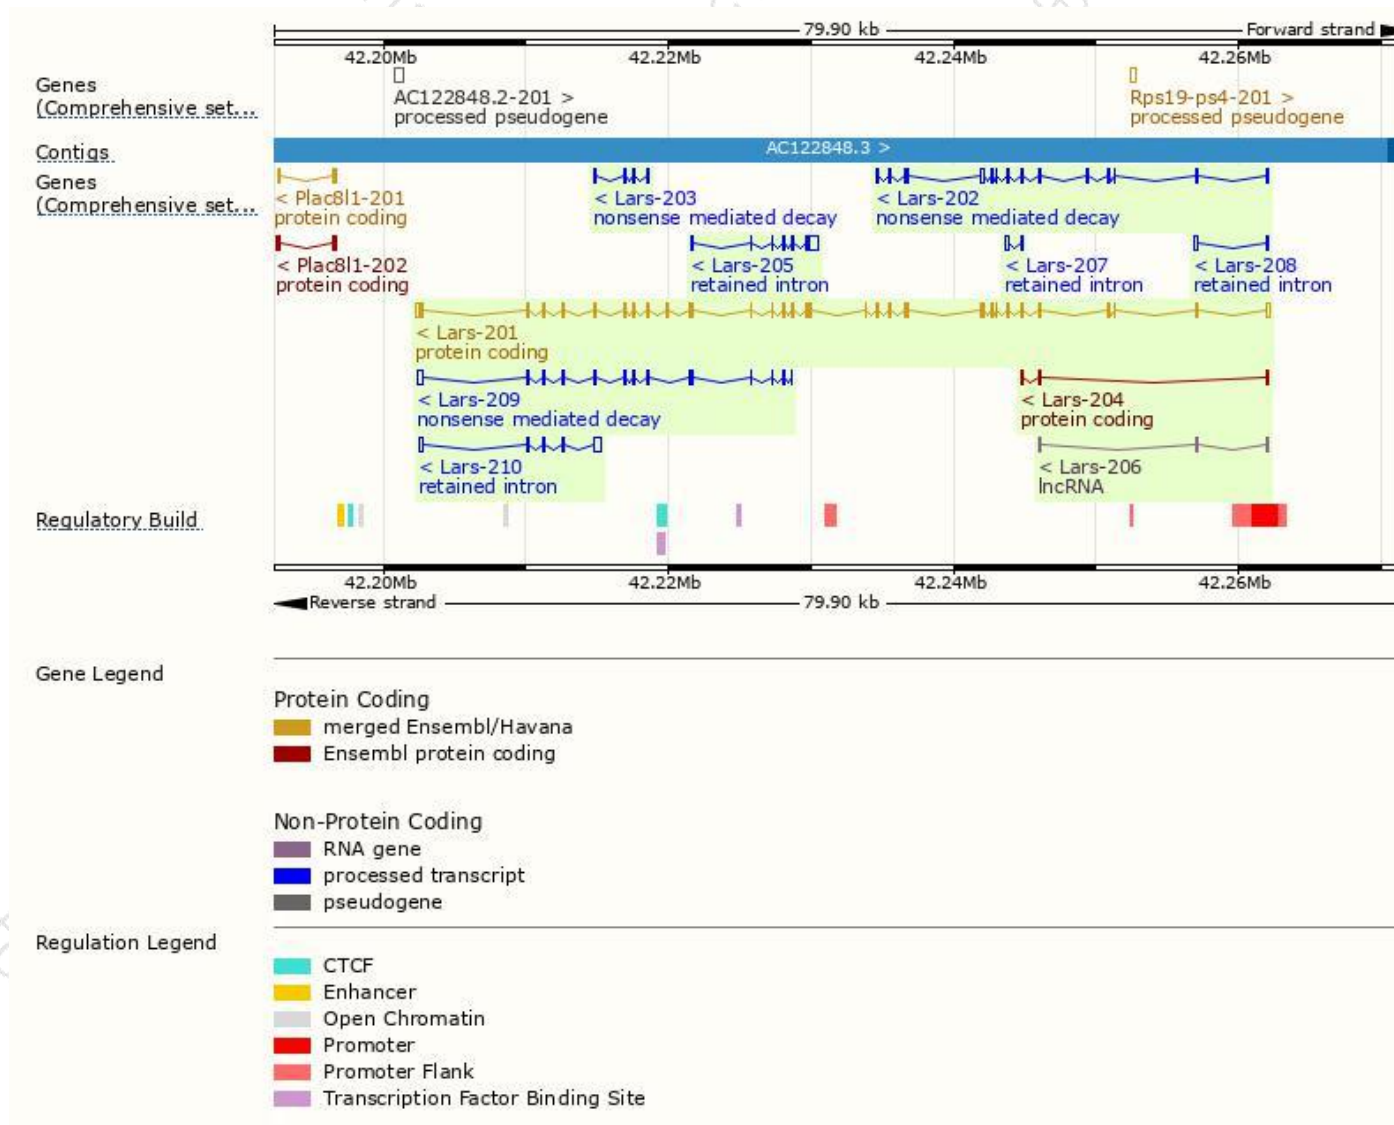 79.90 kb
Forward strand
42.20Mb 42.22Mb 42.24Mb 42.26Mb
Genes
(Comprehensive set...
AC122848.2-201 >
processed pseudogene
Rps19-ps4-201 >
processed pseudogene
Contigs
AC122848.3 >
Genes
(Comprehensive set...
< Plac8l1-201
protein coding
< Lars-203
nonsense mediated decay
< Lars-202
nonsense mediated decay
< Plac8l1-202
protein coding
< Lars-205
retained intron
< Lars-207
retained intron
< Lars-208
retained intron
< Lars-201
protein coding
< Lars-209
nonsense mediated decay
< Lars-204
protein coding
< Lars-210
retained intron
< Lars-206
lncRNA
Regulatory Build
42.20Mb 42.22Mb 42.24Mb 42.26Mb
Reverse strand
79.90 kb
Gene Legend
Protein Coding
merged Ensembl/Havana
Ensembl protein coding
Non-Protein Coding
RNA gene
processed transcript
pseudogene
Regulation Legend
CTCF
Enhancer
Open Chromatin
Promoter
Promoter Flank
Transcription Factor Binding Site